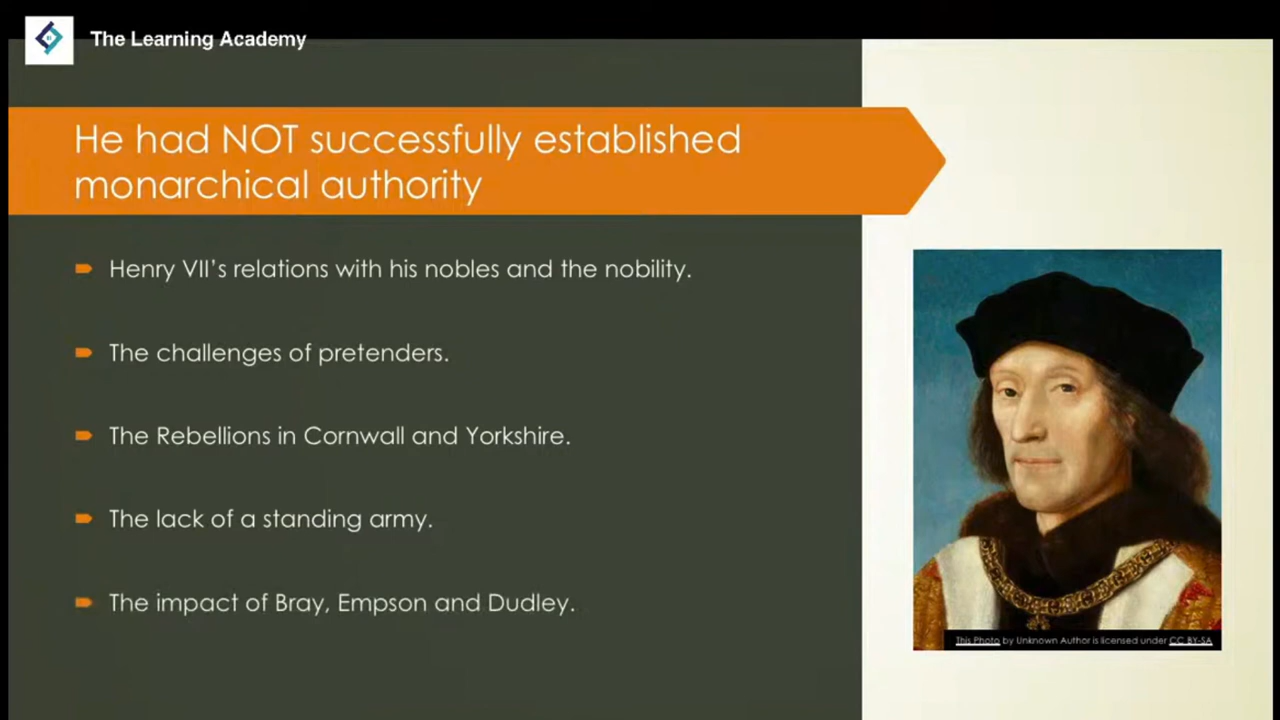 The Learning Academy
He had NOT successfully established
monarchical authority
Henry VII’s relations with his nobles and the nobility.
The challenges of pretenders.
The Rebellions in Cornwall and Yorkshire.
The lack of a standing army.
The impact of Bray, Empson and Dudley.
This Photo by Unknown Author is licensed under CC BY-SA